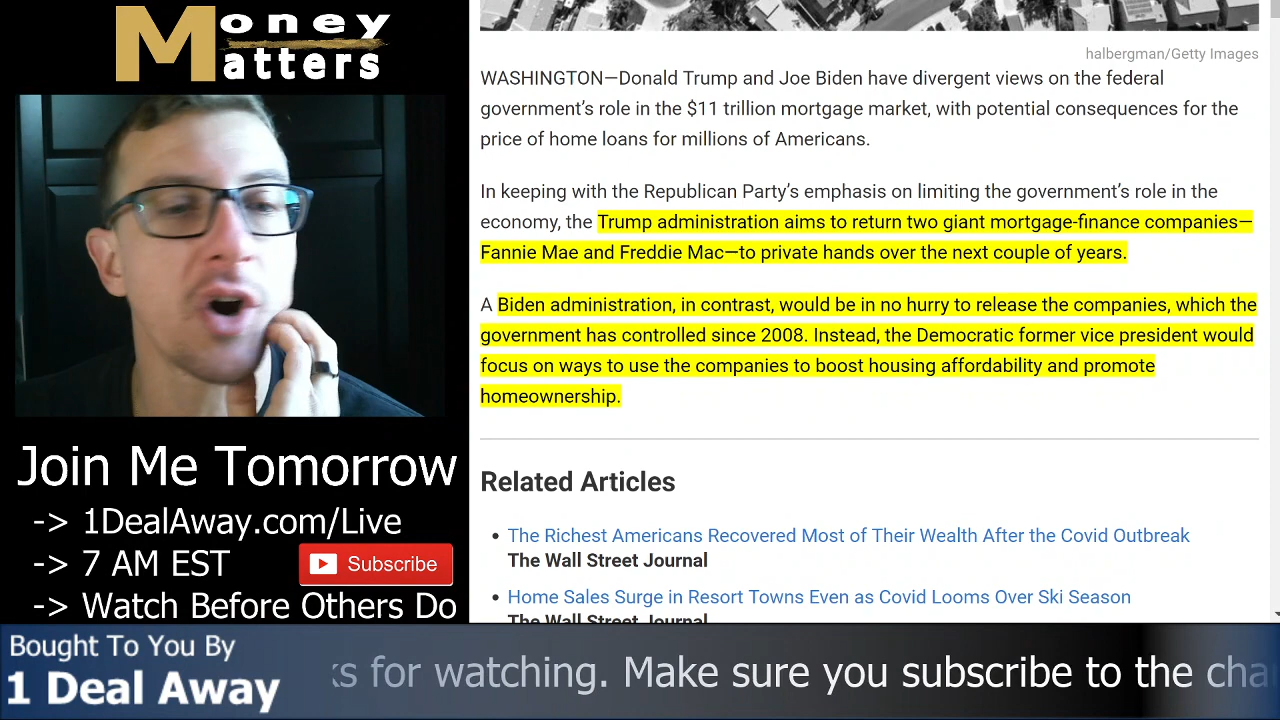 Money
Matters
Join Me Tomorrow
-> 1DealAway.com/Live
-> 7 AM EST
Subscribe
-> Watch Before Others Do
halbergman/Getty Images
WASHINGTON—Donald Trump and Joe Biden have divergent views on the federal
government’s role in the $11 trillion mortgage market, with potential consequences for the
price of home loans for millions of Americans.
In keeping with the Republican Party’s emphasis on limiting the government’s role in the
economy, the Trump administration aims to return two giant mortgage-finance companies—
Fannie Mae and Freddie Mac—to private hands over the next couple of years.
A Biden administration, in contrast, would be in no hurry to release the companies, which the
government has controlled since 2008. Instead, the Democratic former vice president would
focus on ways to use the companies to boost housing affordability and promote
homeownership.
Related Articles
• The Richest Americans Recovered Most of Their Wealth After the Covid Outbreak
The Wall Street Journal
• Home Sales Surge in Resort Towns Even as Covid Looms Over Ski Season
The Wall Street Journal
Bought To You By
1 Deal Away
for watching. Make sure you subscribe to the